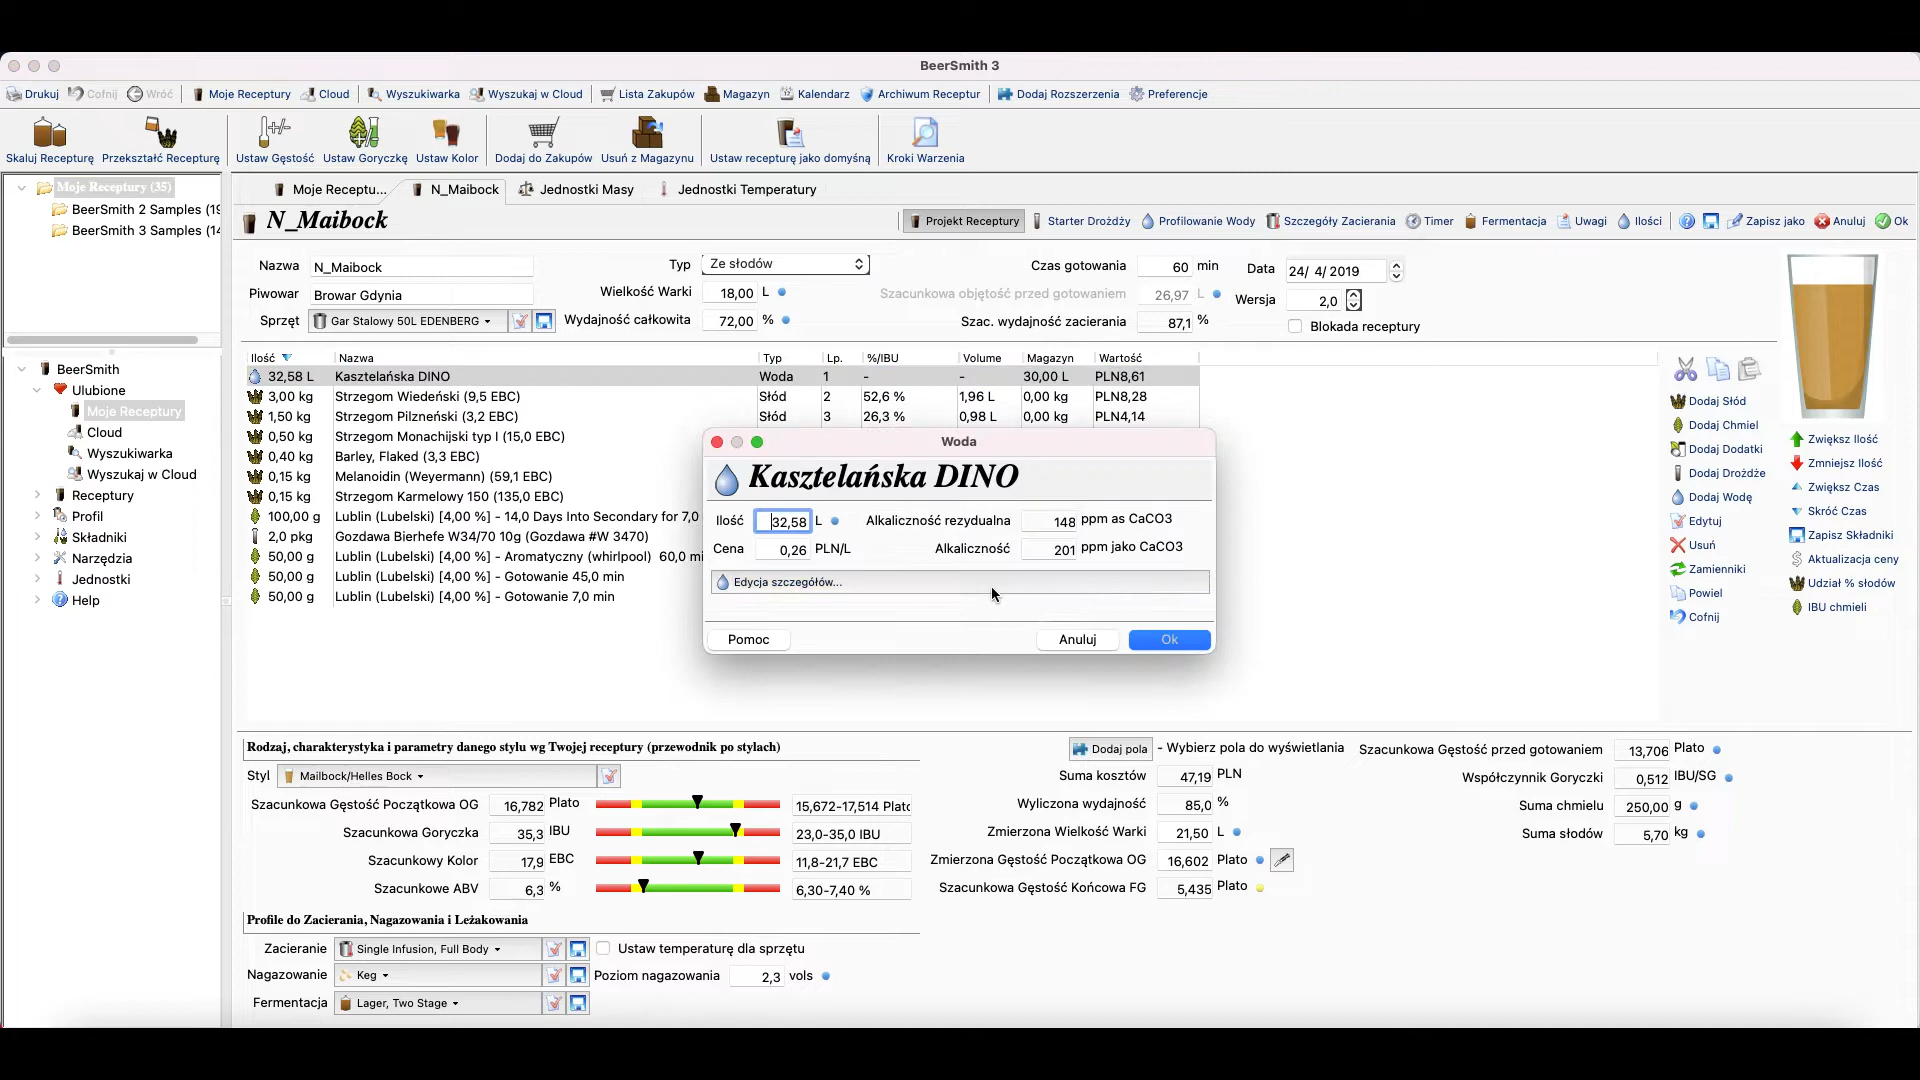 BeerSmith 3
Drukuj Cofnij Wróć Moje Receptury Cloud Wyszukiwarka Wyszukaj w Cloud Lista Zakupów Magazyn Kalendarz Archiwum Receptur Dodaj Rozszerzenia Preferencje
Skaluj Recepturę Przekształć Recepturę Ustaw Gęstość Ustaw Goryczkę Ustaw Kolor Dodaj do Zakupów Usuń z Magazynu Ustaw recepturę jako domyśną Kroki Warzenia
Moje Receptury (35)
BeerSmith 2 Samples (19
BeerSmith 3 Samples (14
BeerSmith
Ulubione
Moje Receptury
Cloud
Wyszukiwarka
Wyszukaj w Cloud
Receptury
Profil
Składniki
Narzędzia
Jednostki
Help
Moje Receptu... N_Maibock Jednostki Masy Jednostki Temperatury
N_Maibock
Projekt Receptury Starter Drożdży Profilowanie Wody Szczegóły Zacierania Timer Fermentacja Uwagi Ilości Zapisz jako Anuluj Ok
Nazwa N_Maibock Typ Ze słodów Czas gotowania 60 min Data 24/ 4/2019
Piwowar Browar Gdynia Wielkość Warki 18,00 L Szacunkowa objętość przed gotowaniem 26,97 L Wersja 2,0
Sprzęt Gar Stalowy 50L EDENBERG Wydajność całkowita 72,00 % Szac. wydajność zacierania 87,1 % Blokada receptury
Ilość Nazwa Typ Lp. %/IBU Volume Magazyn Wartość
32,58 L Kasztelańska DINO Woda 1 - - 30,00 L PLN8,61
3,00 kg Strzegom Wiedeński (9,5 EBC) Słód 2 52,6 % 1,96 L 0,00 kg PLN8,28
1,50 kg Strzegom Pilzneński (3,2 EBC) Słód 3 26,3 % 0,98 L 0,00 kg PLN4,14
0,50 kg Strzegom Monachijski typ I (15,0 EBC)
0,40 kg Barley, Flaked (3,3 EBC)
0,15 kg Melanoidin (Weyermann) (59,1 EBC)
0,15 kg Strzegom Karmelowy 150 (135,0 EBC)
100,00 g Lublin (Lubelski) [4,00 %] - 14,0 Days Into Secondary for 7,0
2,0 pkg Gozdawa Bierhefe W34/70 10g (Gozdawa #W 3470)
50,00 g Lublin (Lubelski) [4,00 %] - Aromatyczny (whirlpool) 60,0 mi
50,00 g Lublin (Lubelski) [4,00 %] - Gotowanie 45,0 min
50,00 g Lublin (Lubelski) [4,00 %] - Gotowanie 7,0 min
Woda
Kasztelańska DINO
Ilość 32,58 L Alkaliczność rezydualna 148 ppm as CaCO3
Cena 0,26 PLN/L Alkaliczność 201 ppm jako CaCO3
Edycja szczegółów...
Pomoc Anuluj Ok
Dodaj Słód
Dodaj Chmiel
Dodaj Dodatki
Dodaj Drożdże
Dodaj Wodę
Edytuj
Usuń
Zamienniki
Powiel
Cofnij
Zwiększ Ilość
Zmniejsz Ilość
Zwiększ Czas
Skróć Czas
Zapisz Składniki
Aktualizacja ceny
Udział % słodów
IBU chmieli
Rodzaj, charakterystyka i parametry danego stylu wg Twojej receptury (przewodnik po stylach)
Styl Mailbock/Helles Bock
Szacunkowa Gęstość Początkowa OG 16,782 Plato 15,672-17,514 Plato
Szacunkowa Goryczka 35,3 IBU 23,0-35,0 IBU
Szacunkowy Kolor 17,9 EBC 11,8-21,7 EBC
Szacunkowe ABV 6,3 % 6,30-7,40 %
Dodaj pola - Wybierz pola do wyświetlania
Suma kosztów 47,19 PLN
Wyliczona wydajność 85,0 %
Zmierzona Wielkość Warki 21,50 L
Zmierzona Gęstość Początkowa OG 16,602 Plato
Szacunkowa Gęstość Końcowa FG 5,435 Plato
Szacunkowa Gęstość przed gotowaniem 13,706 Plato
Współczynnik Goryczki 0,512 IBU/SG
Suma chmielu 250,00 g
Suma słodów 5,70 kg
Profile do Zacierania, Nagazowania i Leżakowania
Zacieranie Single Infusion, Full Body Ustaw temperaturę dla sprzętu
Nagazowanie Keg Poziom nagazowania 2,3 vols
Fermentacja Lager, Two Stage